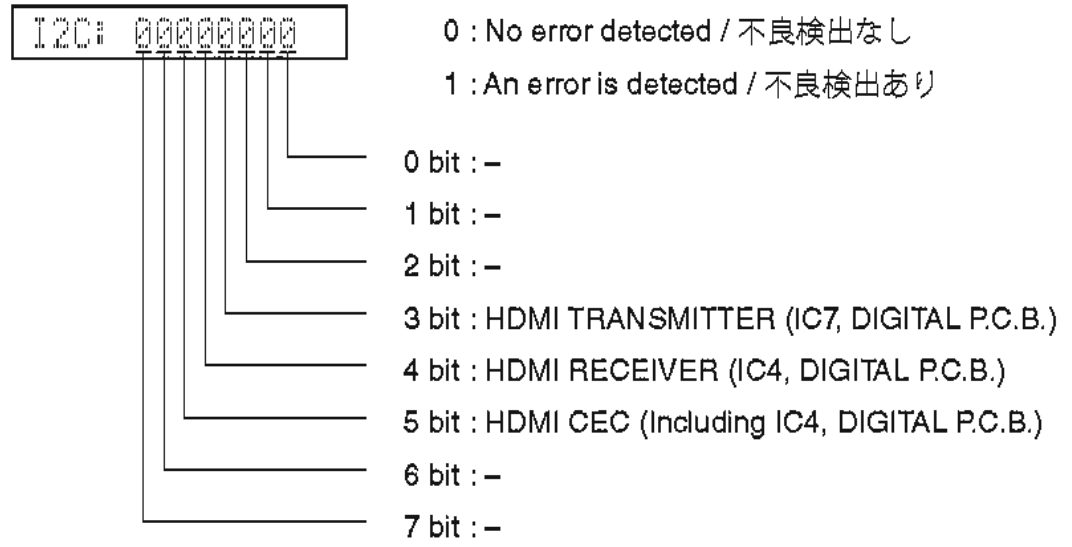 I2C: 00000000
0 : No error detected / 不良検出なし
1 : An error is detected / 不良検出あり
0 bit : –
1 bit : –
2 bit : –
3 bit : HDMI TRANSMITTER (IC7, DIGITAL P.C.B.)
4 bit : HDMI RECEIVER (IC4, DIGITAL P.C.B.)
5 bit : HDMI CEC (Including IC4, DIGITAL P.C.B.)
6 bit : –
7 bit : –